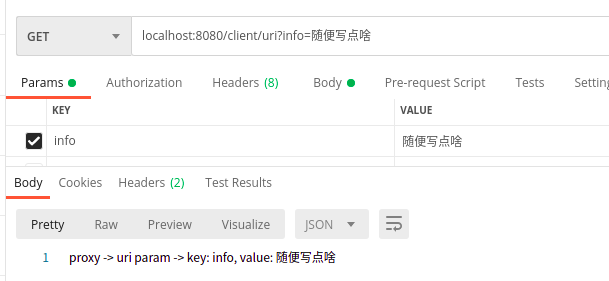 GET localhost:8080/client/uri?info=随便写点啥
Params Authorization Headers (8) Body Pre-request Script Tests Setting
KEY VALUE
info 随便写点啥
Body Cookies Headers (2) Test Results
Pretty Raw Preview Visualize JSON
1 proxy -> uri param -> key: info, value: 随便写点啥